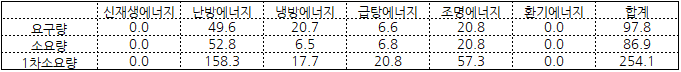 신재생에너지 난방에너지 냉방에너지 급탕에너지 조명에너지 환기에너지 합계
요구량 0.0 49.6 20.7 6.6 20.8 0.0 97.8
소요량 0.0 52.8 6.5 6.8 20.8 0.0 86.9
1차소요량 0.0 158.3 17.7 20.8 57.3 0.0 254.1